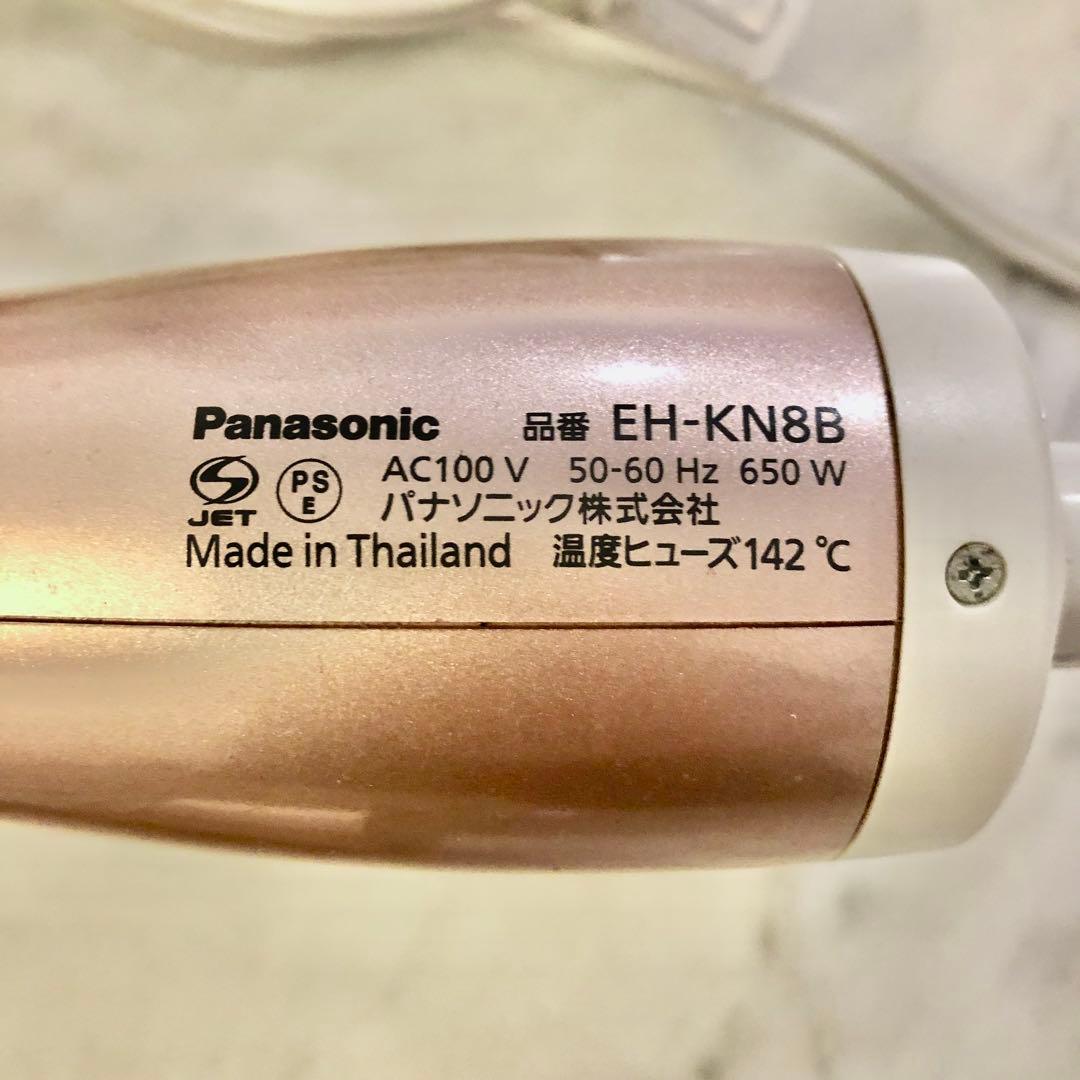 Panasonic 品番 EH-KN8B
JET PSE AC100 V 50-60 Hz 650 W
パナソニック株式会社
Made in Thailand 温度ヒューズ142 ℃